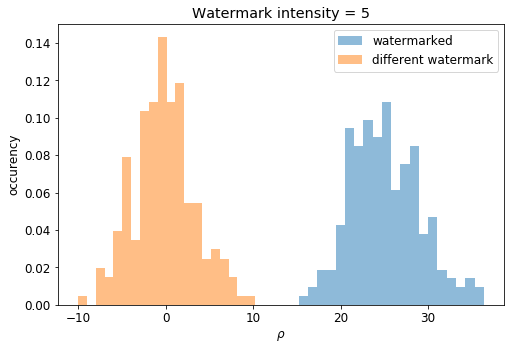 Watermark intensity = 5
watermarked
different watermark
occurency
0.14
0.12
0.10
0.08
0.06
0.04
0.02
0.00
−10
0
10
20
30
ρ